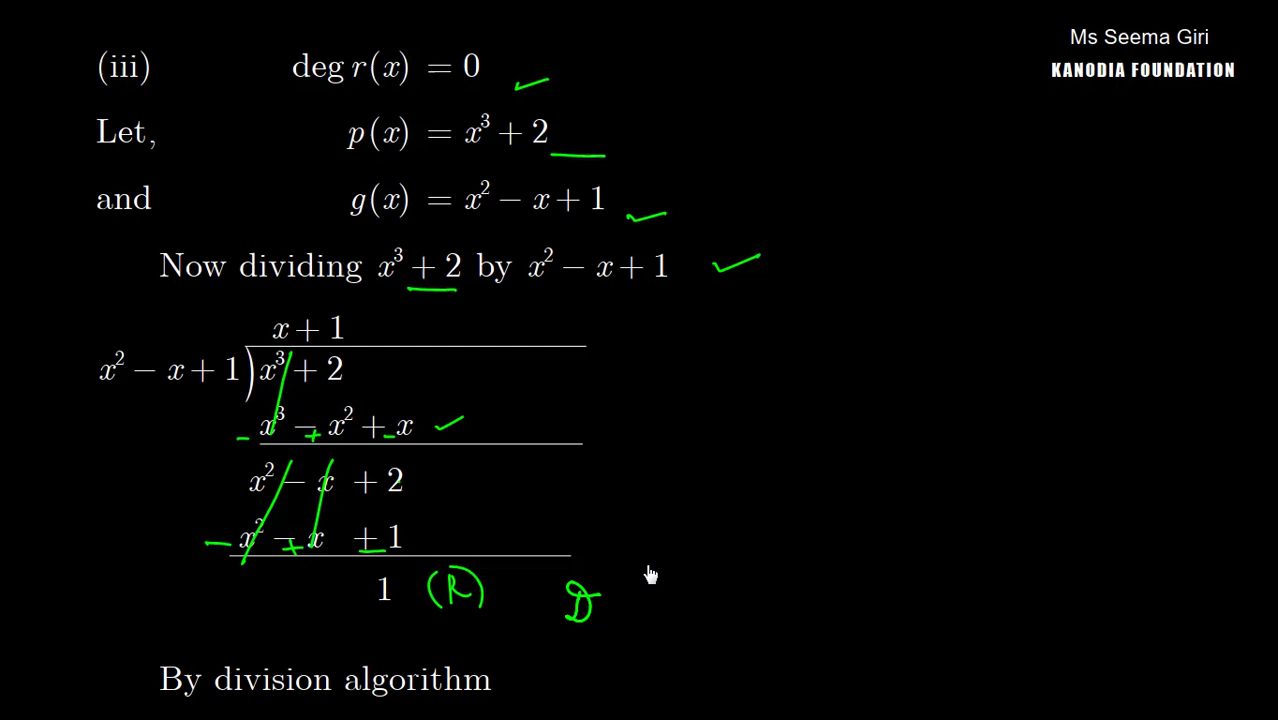 Ms Seema Giri
KANODIA FOUNDATION
(iii) deg r(x) = 0
Let, p(x) = x³ + 2
and g(x) = x² − x + 1
Now dividing x³ + 2 by x² − x + 1
x + 1
x² − x + 1)x³ + 2
x³ − x² + x
- + -
x² − x + 2
x² − x + 1
- + -
1 (R) D
By division algorithm